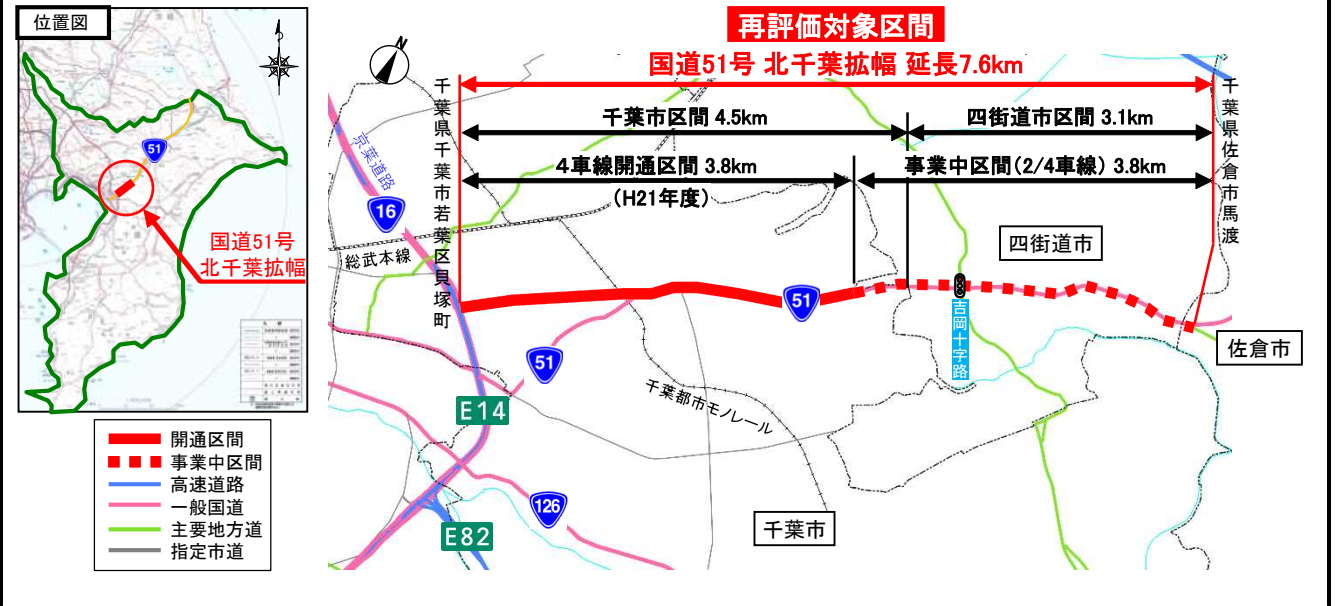 位置図
51
国道51号
北千葉拡幅
開通区間
事業中区間
高速道路
一般国道
主要地方道
指定市道
再評価対象区間
国道51号 北千葉拡幅 延長7.6km
千葉市区間 4.5km
四街道市区間 3.1km
4車線開通区間 3.8km
(H21年度)
事業中区間(2/4車線) 3.8km
N
千葉県千葉市若葉区貝塚町
千葉県佐倉市馬渡
京葉道路
16
総武本線
四街道市
51
吉岡十字路
佐倉市
51
千葉都市モノレール
E14
126
E82
千葉市